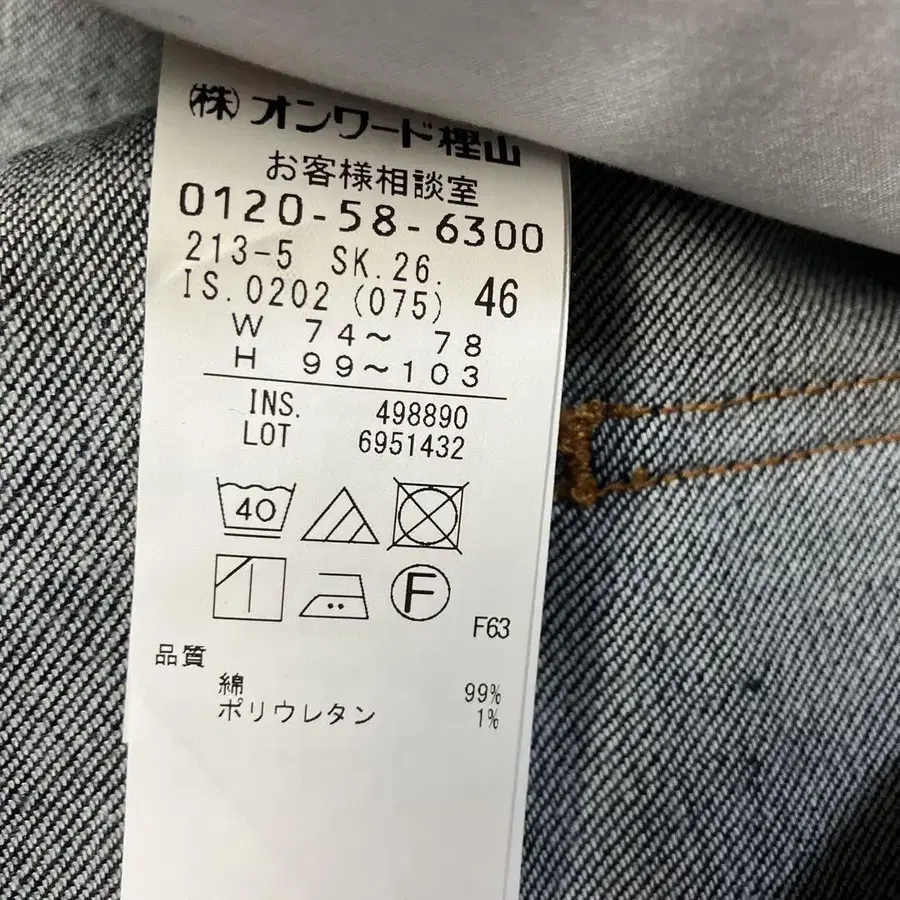 ㈱オンワード樫山
お客様相談室
0120-58-6300
213-5 SK.26.
IS.0202 (075) 46
W 74～ 78
H 99～103
INS. 498890
LOT 6951432
40
F
F63
品質
綿 99%
ポリウレタン 1%